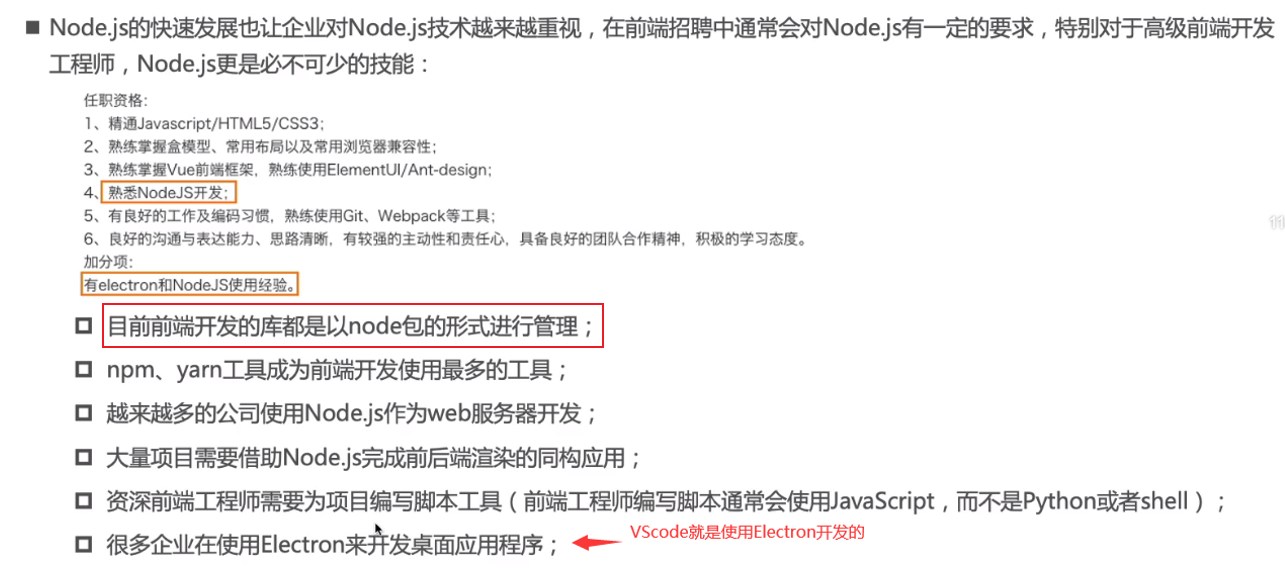 Node.js的快速发展也让企业对Node.js技术越来越重视，在前端招聘中通常会对Node.js有一定的要求，特别对于高级前端开发
工程师，Node.js更是必不可少的技能：
任职资格:
1、精通Javascript/HTML5/CSS3;
2、熟练掌握盒模型、常用布局以及常用浏览器兼容性;
3、熟练掌握Vue前端框架，熟练使用ElementUI/Ant-design;
4、熟悉NodeJS开发;
5、有良好的工作及编码习惯，熟练使用Git、Webpack等工具;
6、良好的沟通与表达能力、思路清晰，有较强的主动性和责任心，具备良好的团队合作精神，积极的学习态度。
加分项:
有electron和NodeJS使用经验。
目前前端开发的库都是以node包的形式进行管理；
npm、yarn工具成为前端开发使用最多的工具；
越来越多的公司使用Node.js作为web服务器开发；
大量项目需要借助Node.js完成前后端渲染的同构应用；
资深前端工程师需要为项目编写脚本工具（前端工程师编写脚本通常会使用JavaScript，而不是Python或者shell）；
很多企业在使用Electron来开发桌面应用程序；
VScode就是使用Electron开发的
11